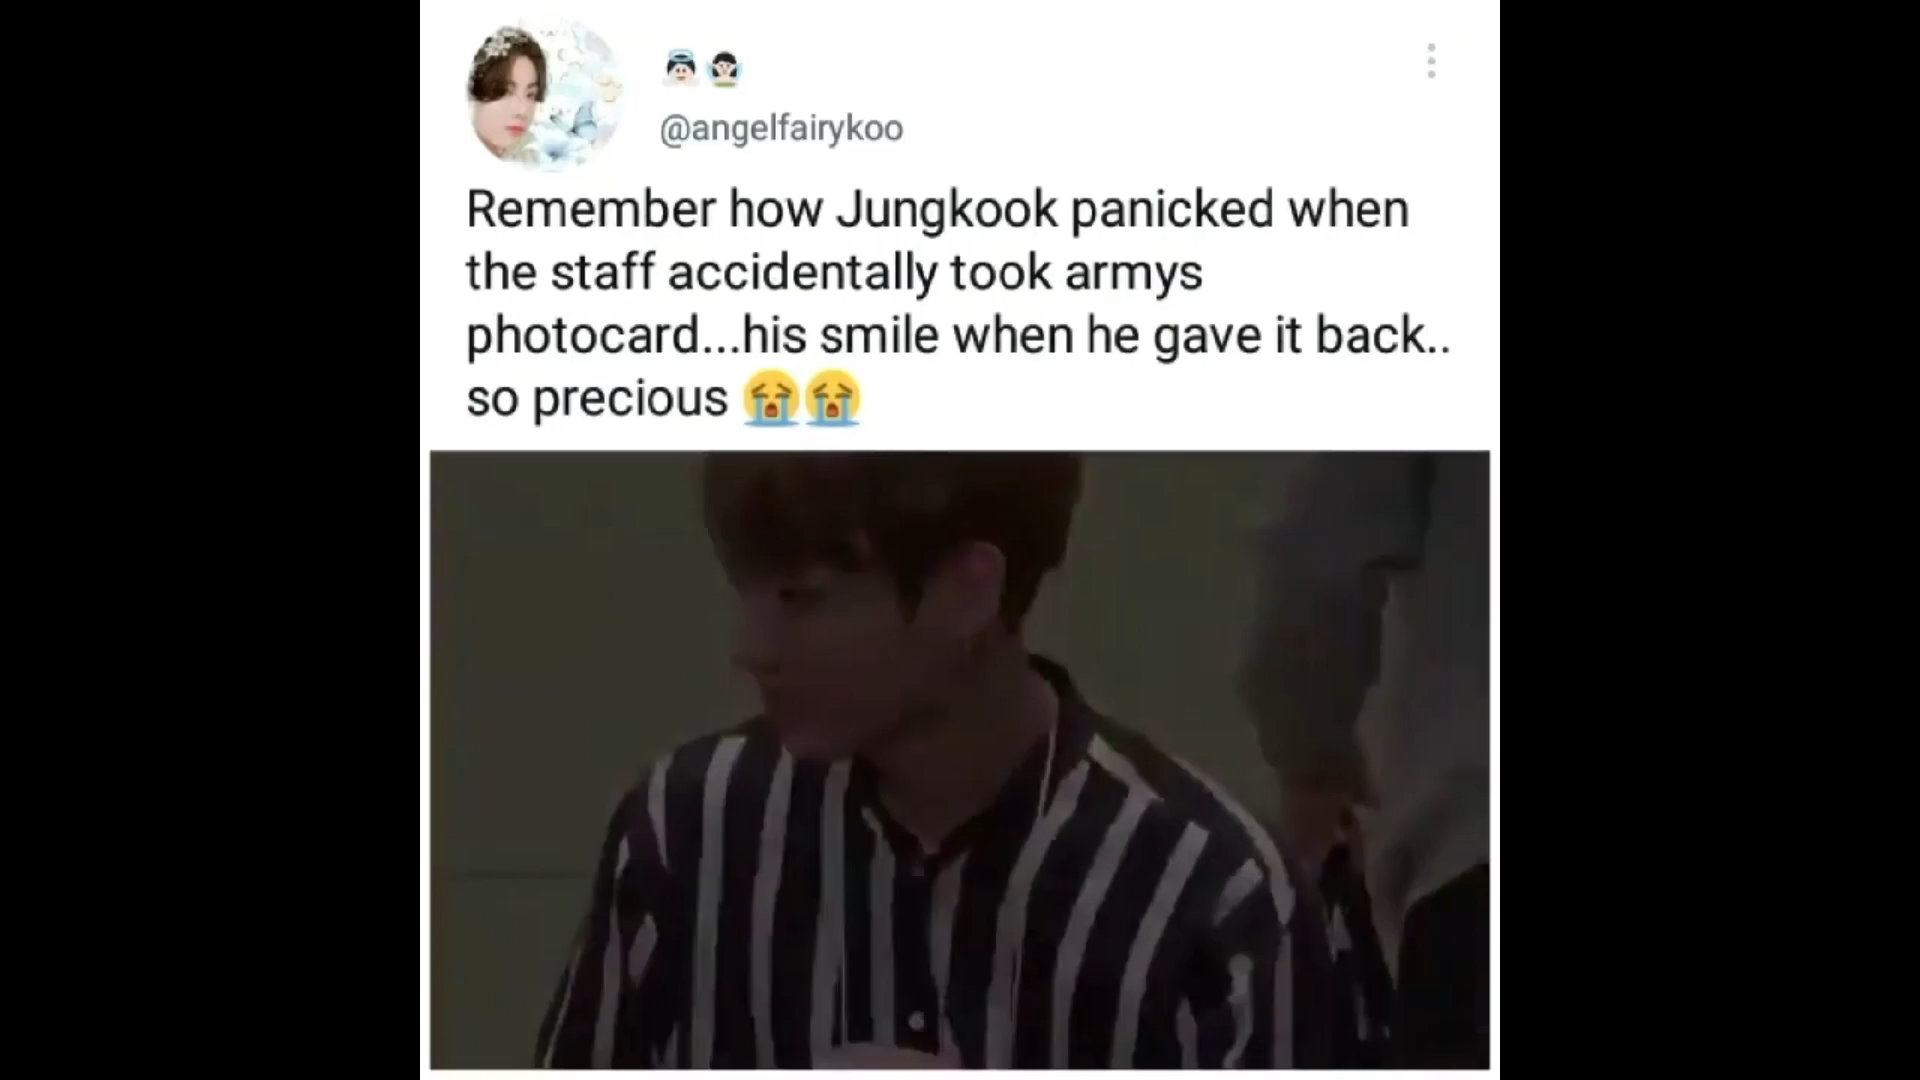 @angelfairykoo
Remember how Jungkook panicked when
the staff accidentally took armys
photocard...his smile when he gave it back..
so precious 😭😭